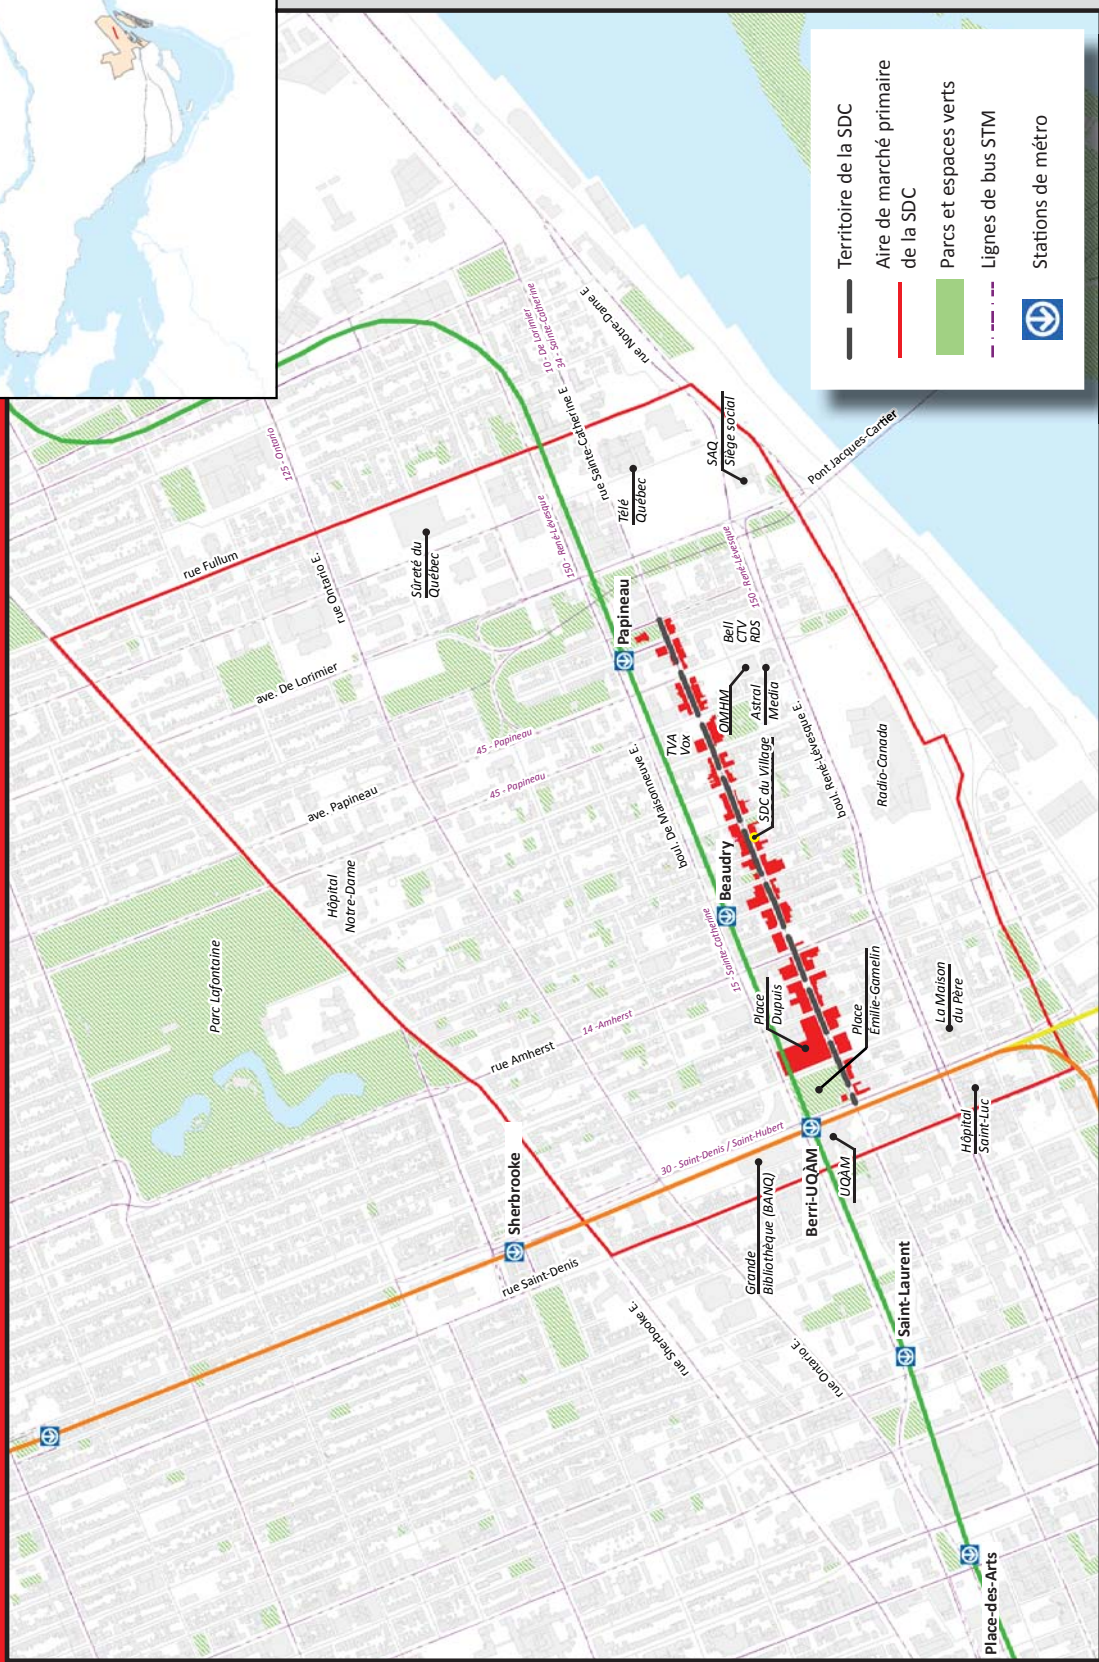 Territoire de la SDC
Aire de marché primaire
de la SDC
Parcs et espaces verts
Lignes de bus STM
Stations de métro
Place-des-Arts
Saint-Laurent
Berri-UQÀM
Sherbrooke
Beaudry
Papineau
rue Saint-Denis
rue Sherbrooke E.
rue Ontario E.
rue Amherst
ave. Papineau
ave. De Lorimier
rue Fullum
rue Ontario E.
boul. De Maisonneuve E.
boul. René-Lévesque E.
rue Sainte-Catherine E
rue Notre-Dame E
Pont Jacques-Cartier
30 - Saint-Denis / Saint-Hubert
14 -Amherst
15 - Sainte-Catherine
45 - Papineau
45 - Papineau
125 - Ontario
150 - René-Lévesque
150 - René-Lévesque
10 - De Lorimier
34 - Sainte-Catherine
Parc Lafontaine
Hôpital
Notre-Dame
Sûreté du
Québec
Télé
Québec
SAQ
Siège social
Bell
CTV
RDS
OMHM
Astral
Media
TVA
Vox
SDC du Village
Radio-Canada
Place
Dupuis
Place
Émilie-Gamelin
La Maison
du Père
Hôpital
Saint-Luc
UQÀM
Grande
Bibliothèque (BANQ)